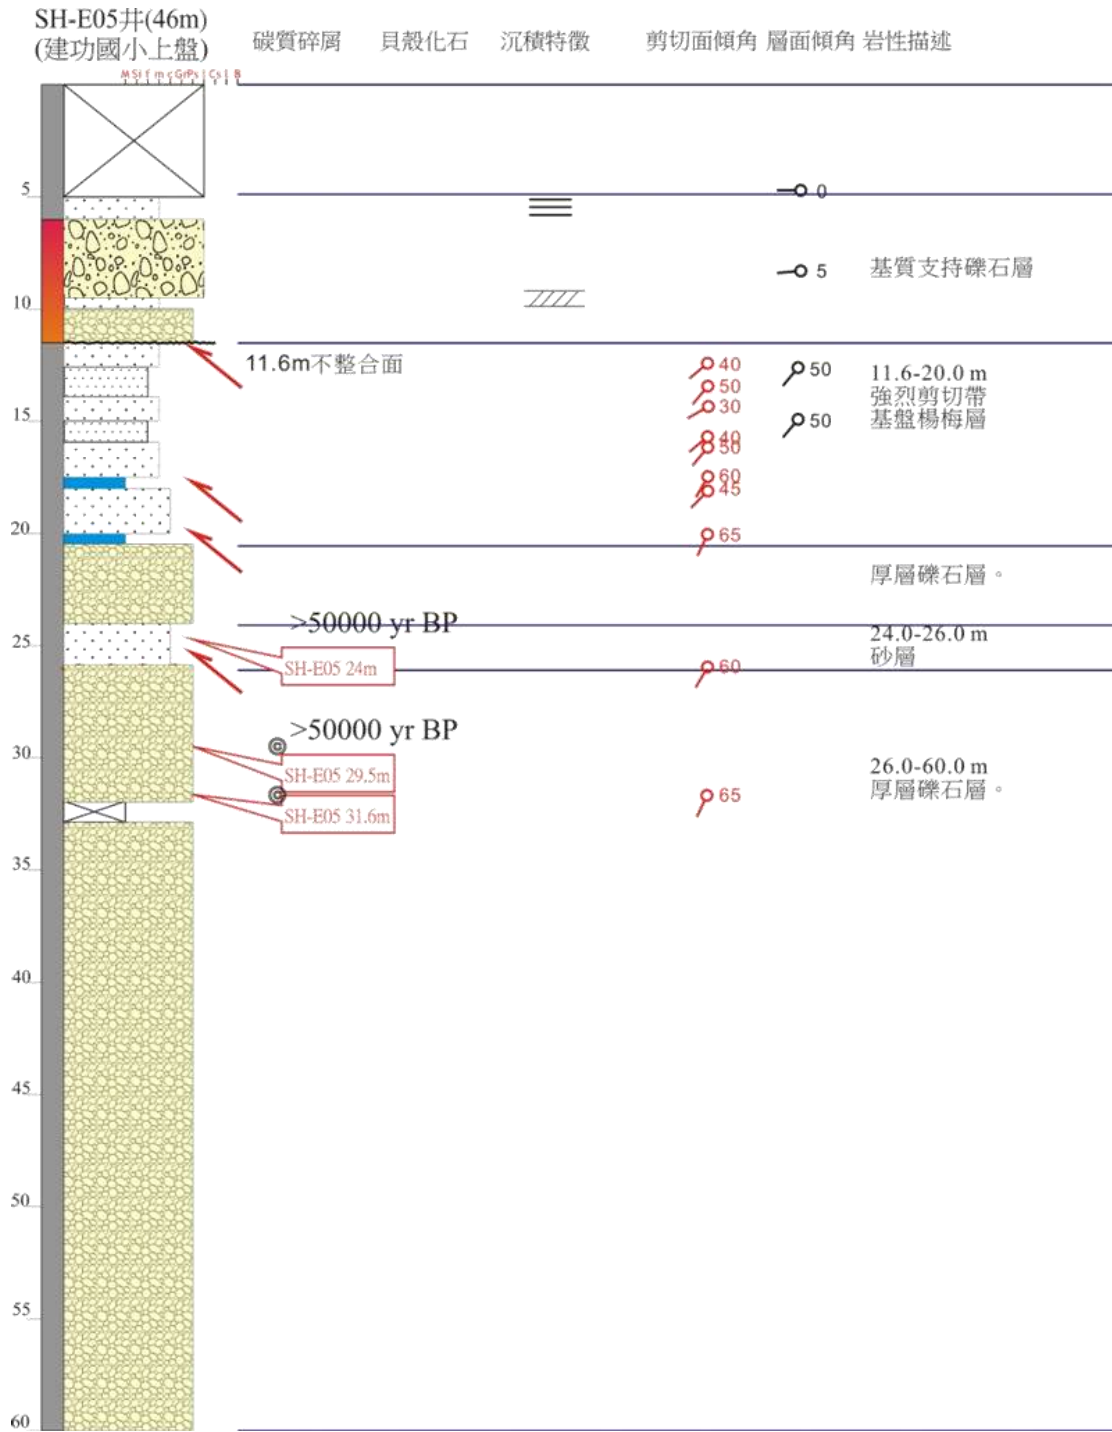 SH-E05井(46m)
(建功國小上盤)
碳質碎屑 貝殼化石 沉積特徵 剪切面傾角 層面傾角 岩性描述
M Si f m c Gr Ps | Cs | B
5
0
5
基質支持礫石層
10
11.6m不整合面
40
50
30
40
50
60
45
65
50
50
11.6-20.0 m
強烈剪切帶
基盤楊梅層
15
20
厚層礫石層。
>50000 yr BP
24.0-26.0 m
砂層
25
SH-E05 24m
60
>50000 yr BP
30
SH-E05 29.5m
26.0-60.0 m
厚層礫石層。
SH-E05 31.6m
65
35
40
45
50
55
60